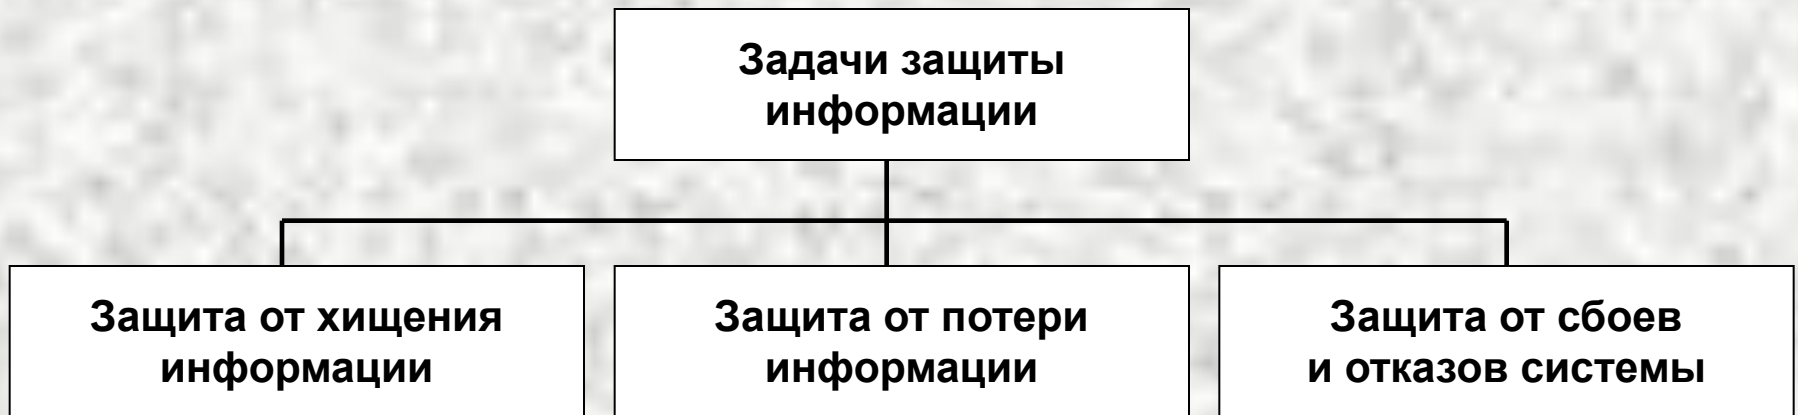 Задачи защиты
информации
Защита от хищения
информации
Защита от потери
информации
Защита от сбоев
и отказов системы